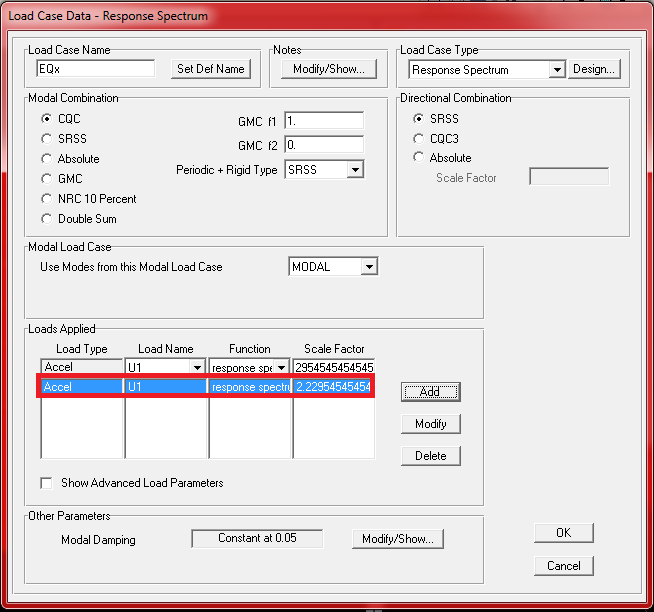 Load Case Data - Response Spectrum
Load Case Name
EQx
Set Def Name
Notes
Modify/Show...
Load Case Type
Response Spectrum
Design...
Modal Combination
CQC
SRSS
Absolute
GMC
NRC 10 Percent
Double Sum
GMC f1
1.
GMC f2
0.
Periodic + Rigid Type
SRSS
Directional Combination
SRSS
CQC3
Absolute
Scale Factor
Modal Load Case
Use Modes from this Modal Load Case
MODAL
Loads Applied
Load Type Load Name Function Scale Factor
Accel U1 response spe 2954545454545
Accel U1 response spectru 2.22954545454
Add
Modify
Delete
Show Advanced Load Parameters
Other Parameters
Modal Damping
Constant at 0.05
Modify/Show...
OK
Cancel